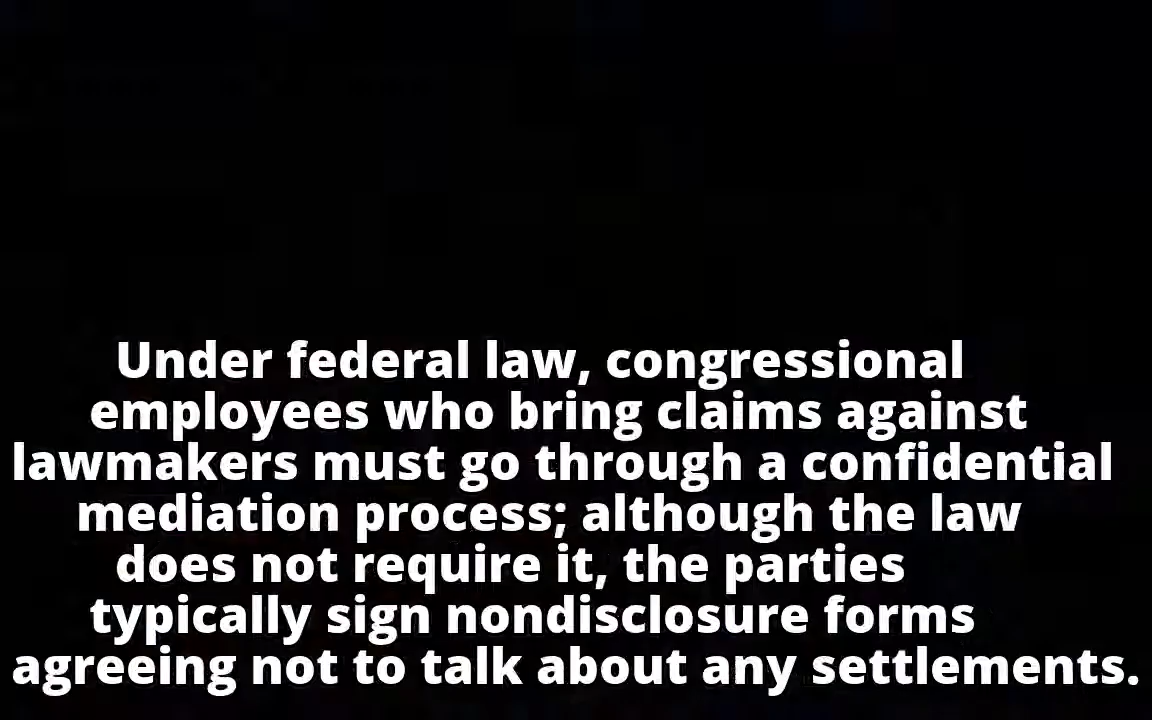 Under federal law, congressional
employees who bring claims against
lawmakers must go through a confidential
mediation process; although the law
does not require it, the parties
typically sign nondisclosure forms
agreeing not to talk about any settlements.